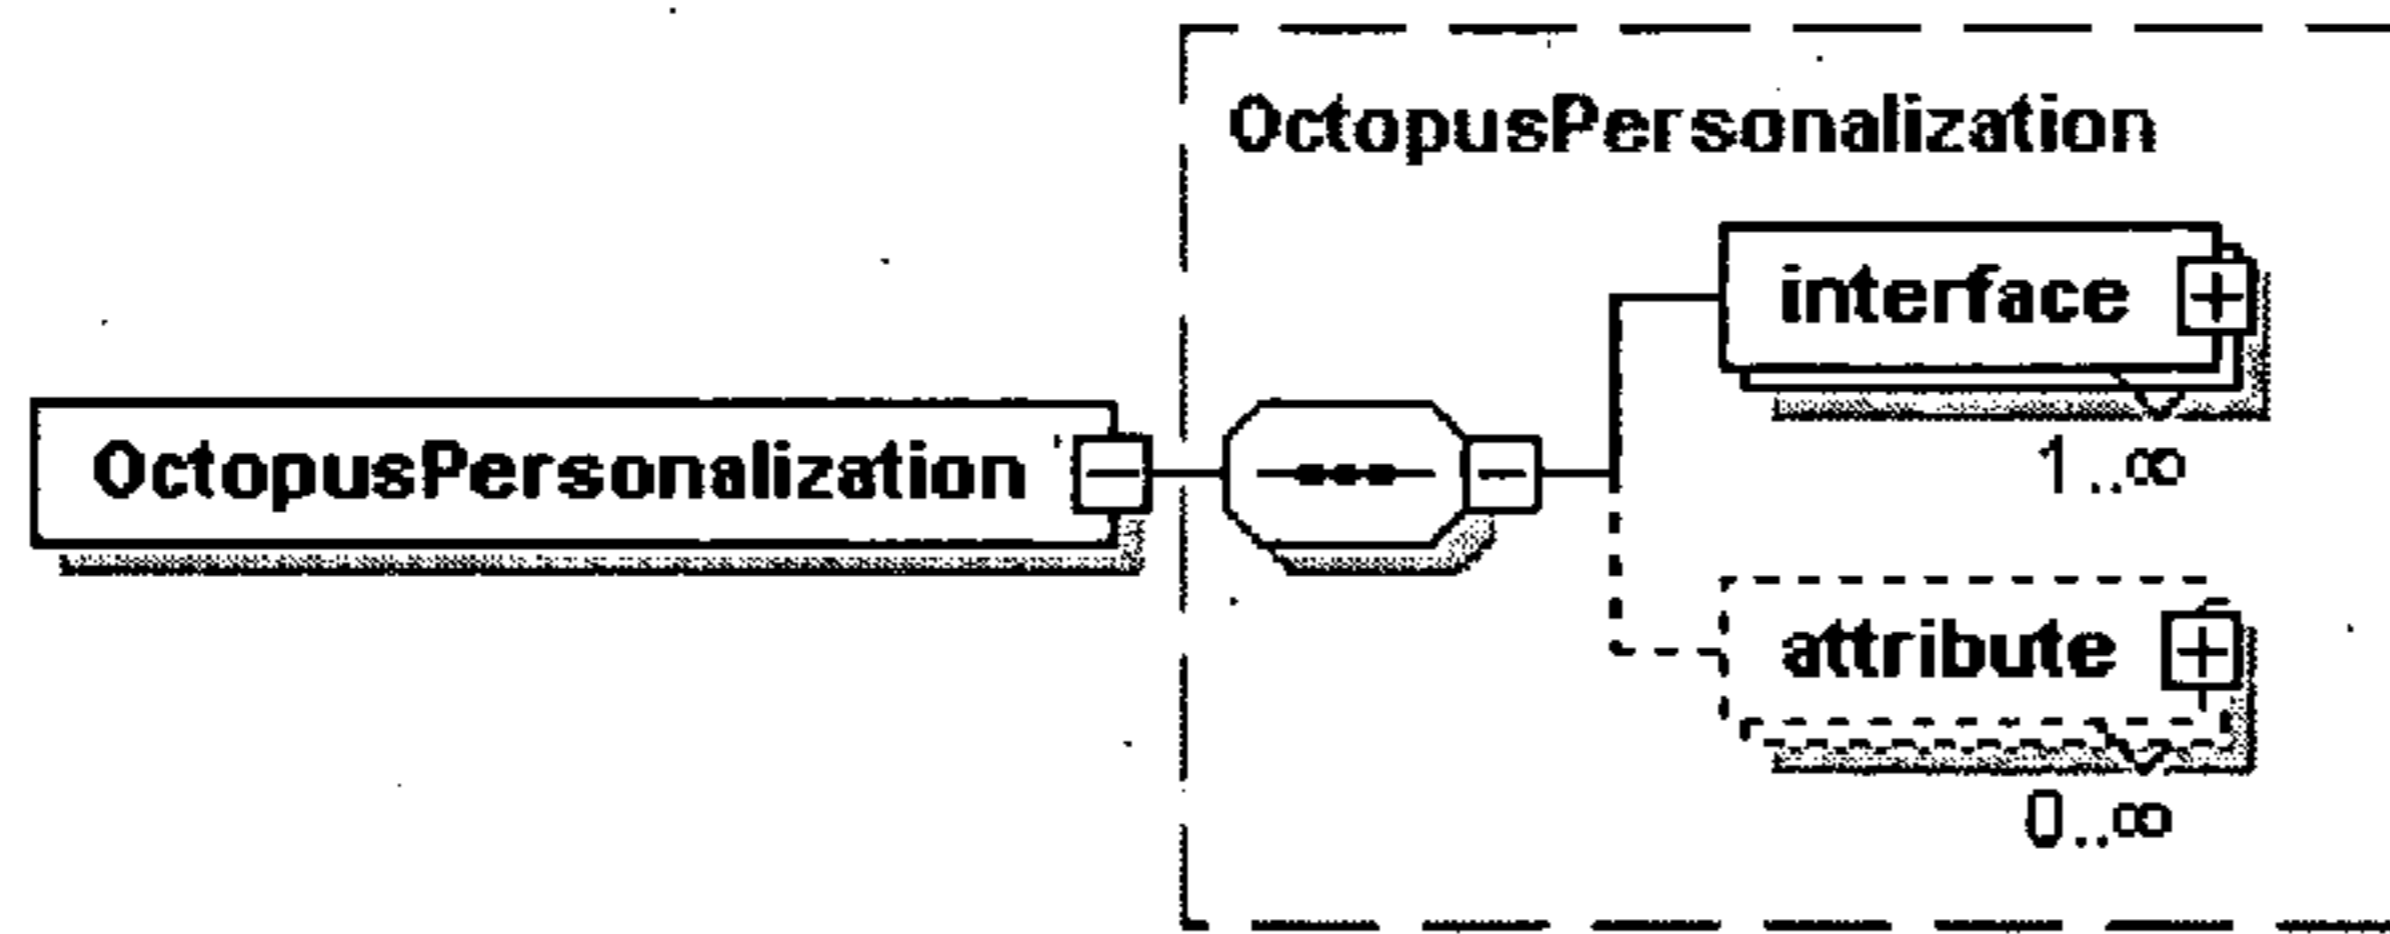 OctopusPersonalization
interface
OctopusPersonalization
1..∞
attribute
0..∞